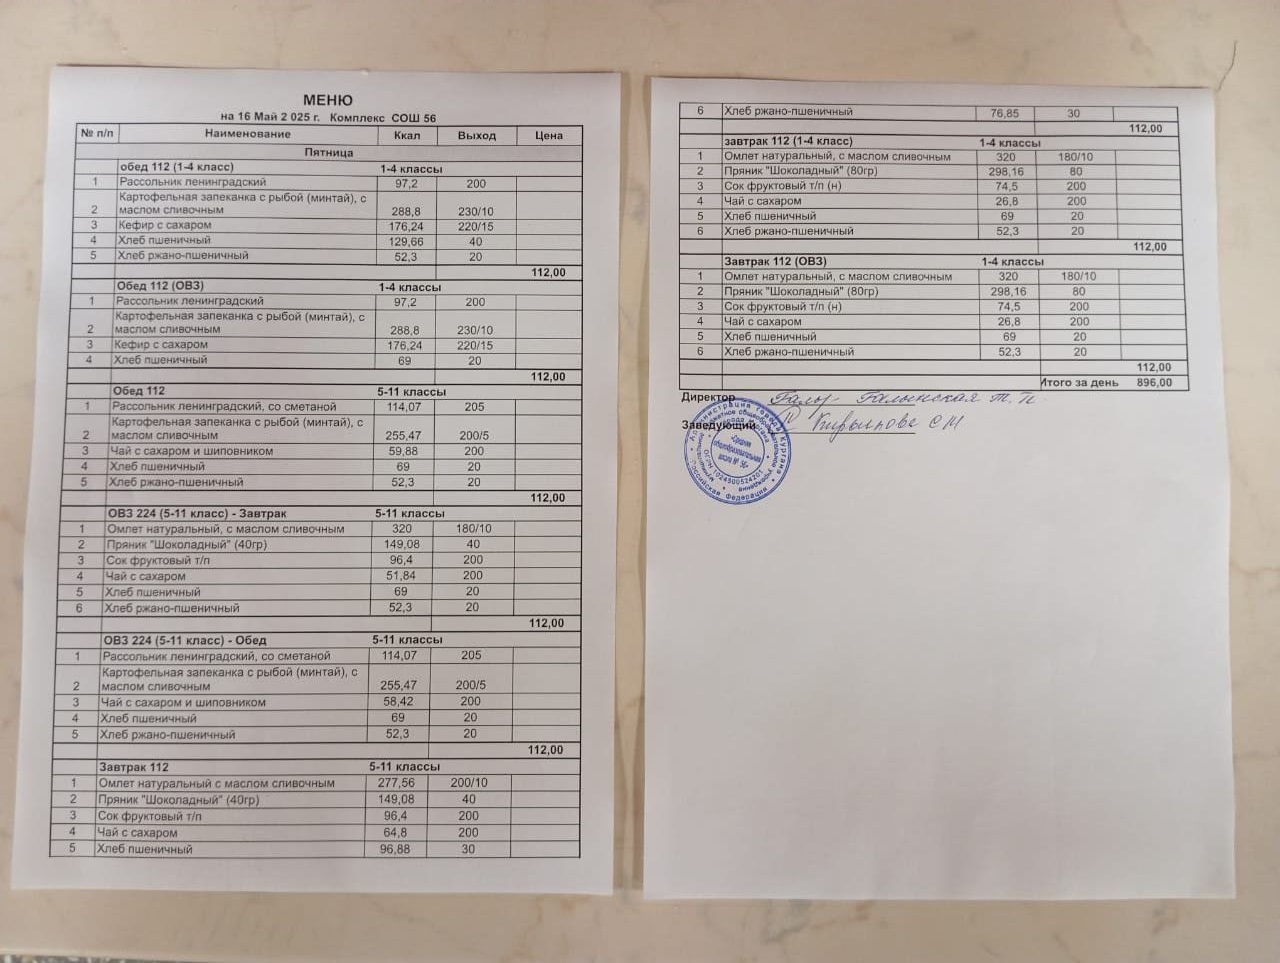 МЕНЮ
на 16 Май 2 025 г. Комплекс СОШ 56
№ п/п Наименование Ккал Выход Цена
Пятница
обед 112 (1-4 класс) 1-4 классы
1 Рассольник ленинградский 97,2 200
Картофельная запеканка с рыбой (минтай), с
2 маслом сливочным 288,8 230/10
3 Кефир с сахаром 176,24 220/15
4 Хлеб пшеничный 129,66 40
5 Хлеб ржано-пшеничный 52,3 20
112,00
Обед 112 (ОВЗ) 1-4 классы
1 Рассольник ленинградский 97,2 200
Картофельная запеканка с рыбой (минтай), с
2 маслом сливочным 288,8 230/10
3 Кефир с сахаром 176,24 220/15
4 Хлеб пшеничный 69 20
112,00
Обед 112 5-11 классы
1 Рассольник ленинградский, со сметаной 114,07 205
Картофельная запеканка с рыбой (минтай), с
2 маслом сливочным 255,47 200/5
3 Чай с сахаром и шиповником 59,88 200
4 Хлеб пшеничный 69 20
5 Хлеб ржано-пшеничный 52,3 20
112,00
ОВЗ 224 (5-11 класс) - Завтрак 5-11 классы
1 Омлет натуральный, с маслом сливочным 320 180/10
2 Пряник "Шоколадный" (40гр) 149,08 40
3 Сок фруктовый т/п 96,4 200
4 Чай с сахаром 51,84 200
5 Хлеб пшеничный 69 20
6 Хлеб ржано-пшеничный 52,3 20
112,00
ОВЗ 224 (5-11 класс) - Обед 5-11 классы
1 Рассольник ленинградский, со сметаной 114,07 205
Картофельная запеканка с рыбой (минтай), с
2 маслом сливочным 255,47 200/5
3 Чай с сахаром и шиповником 58,42 200
4 Хлеб пшеничный 69 20
5 Хлеб ржано-пшеничный 52,3 20
112,00
Завтрак 112 5-11 классы
1 Омлет натуральный с маслом сливочным 277,56 200/10
2 Пряник "Шоколадный" (40гр) 149,08 40
3 Сок фруктовый т/п 96,4 200
4 Чай с сахаром 64,8 200
5 Хлеб пшеничный 96,88 30
6 Хлеб ржано-пшеничный 76,85 30
112,00
завтрак 112 (1-4 класс) 1-4 классы
1 Омлет натуральный, с маслом сливочным 320 180/10
2 Пряник "Шоколадный" (80гр) 298,16 80
3 Сок фруктовый т/п (н) 74,5 200
4 Чай с сахаром 26,8 200
5 Хлеб пшеничный 69 20
6 Хлеб ржано-пшеничный 52,3 20
112,00
Завтрак 112 (ОВЗ) 1-4 классы
1 Омлет натуральный, с маслом сливочным 320 180/10
2 Пряник "Шоколадный" (80гр) 298,16 80
3 Сок фруктовый т/п (н) 74,5 200
4 Чай с сахаром 26,8 200
5 Хлеб пшеничный 69 20
6 Хлеб ржано-пшеничный 52,3 20
112,00
Итого за день 896,00
Директор Галынская Т. П.
Заведующий
Администрация города Кургана
Российская Федерация
ОГРН 1024500524201
«Средняя
общеобразовательная
школа № 56»